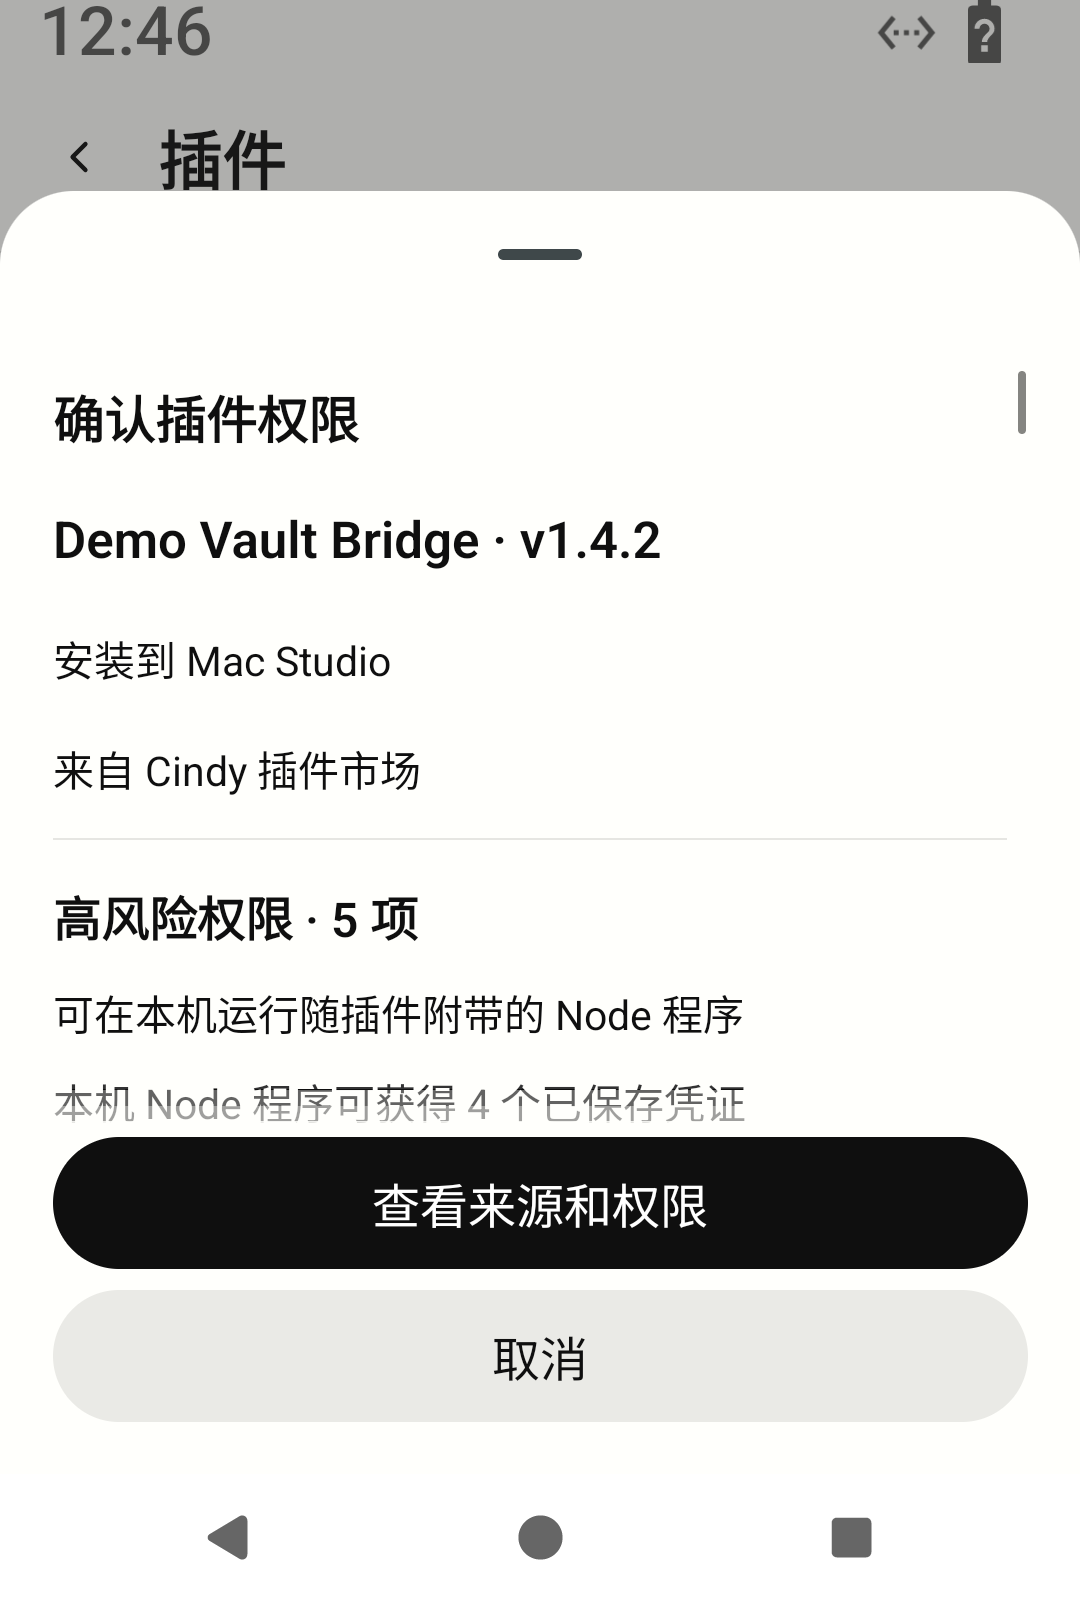 12:46
插件
确认插件权限
Demo Vault Bridge · v1.4.2
安装到 Mac Studio
来自 Cindy 插件市场
高风险权限 · 5 项
可在本机运行随插件附带的 Node 程序
本机 Node 程序可获得 4 个已保存凭证
查看来源和权限
取消